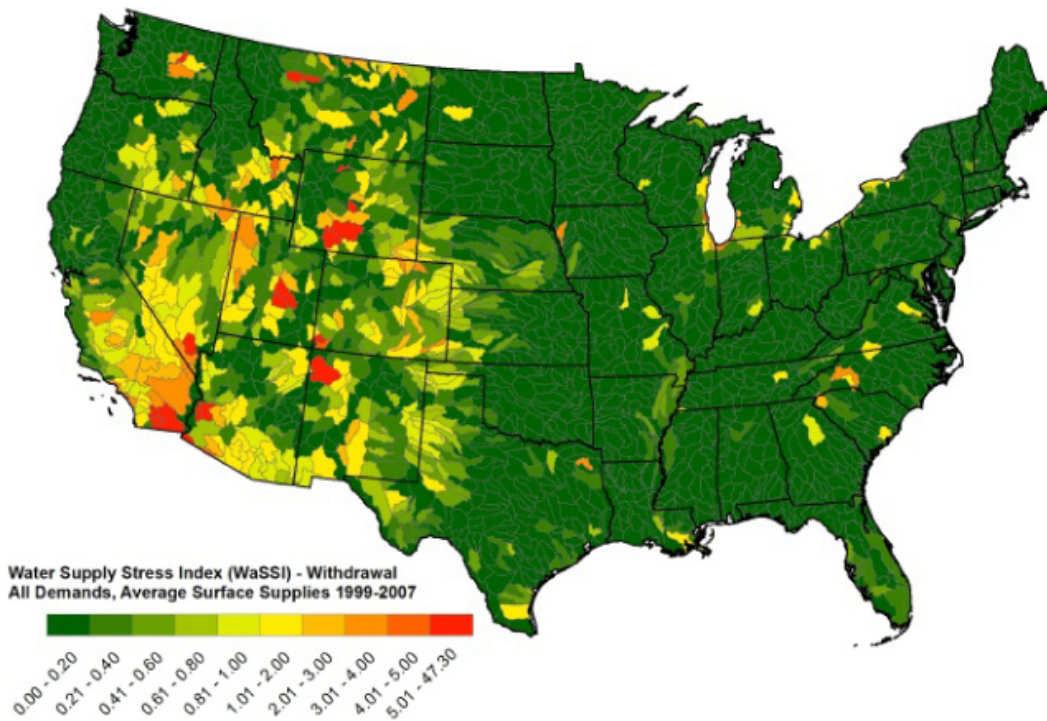 Water Supply Stress Index (WaSSI) - Withdrawal
All Demands, Average Surface Supplies 1999-2007
0.00 - 0.20
0.21 - 0.40
0.41 - 0.60
0.61 - 0.80
0.81 - 1.00
1.01 - 2.00
2.01 - 3.00
3.01 - 4.00
4.01 - 5.00
5.01 - 47.30